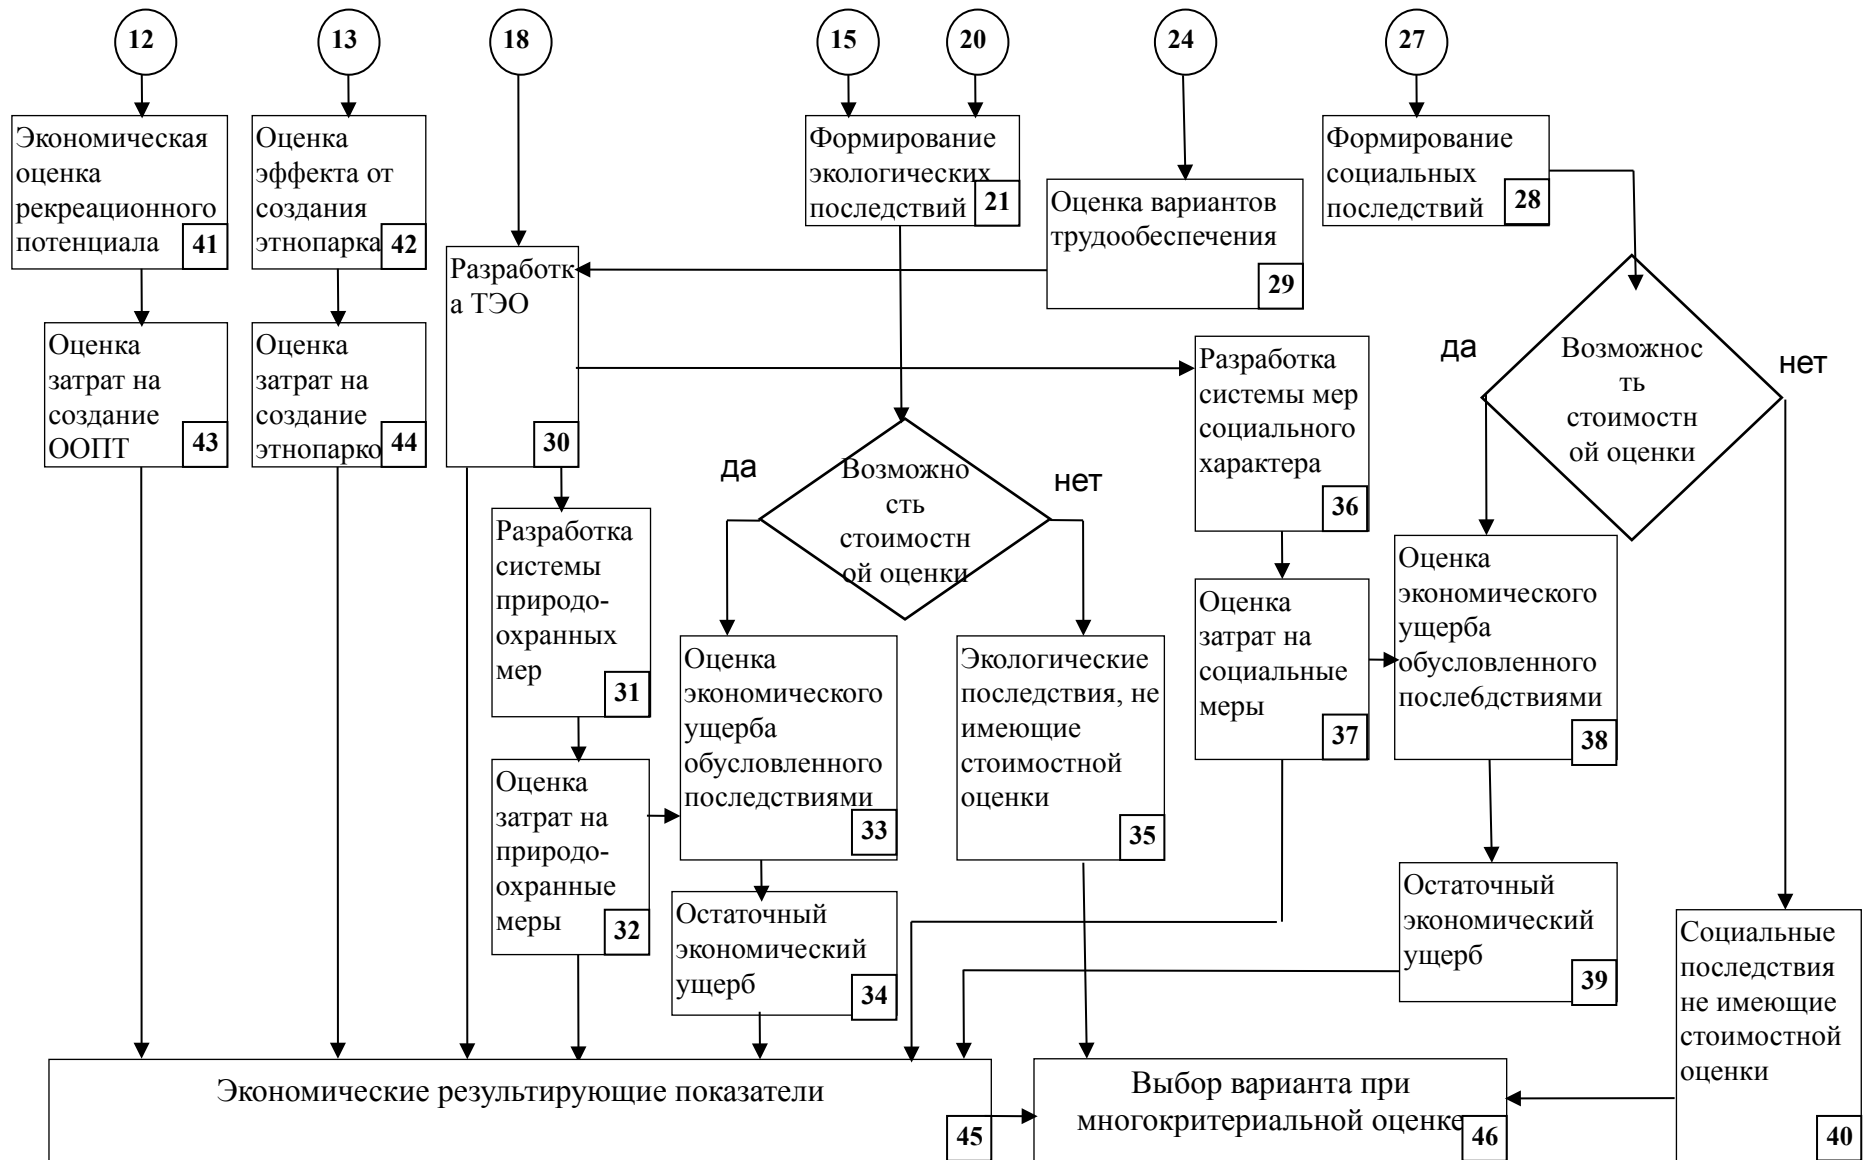 12
13
18
15
20
24
27
Экономическая
оценка
рекреационного
потенциала
41
Оценка
эффекта от
создания
этнопарка
42
Формирование
экологических
последствий
21
Оценка вариантов
трудообеспечения
29
Формирование
социальных
последствий
28
Разработк
а ТЭО
30
Оценка
затрат на
создание
ООПТ
43
Оценка
затрат на
создание
этнопарко
44
да
Возможнос
ть
стоимостн
ой оценки
нет
Разработка
системы мер
социального
характера
36
да
Возможно
сть
стоимостн
ой оценки
нет
Разработка
системы
природо-
охранных
мер
31
Оценка
экономического
ущерба
обусловленного
после6дствиями
38
Оценка
затрат на
социальные
меры
37
Оценка
экономического
ущерба
обусловленного
последствиями
33
Экологические
последствия, не
имеющие
стоимостной
оценки
35
Оценка
затрат на
природо-
охранные
меры
32
Остаточный
экономический
ущерб
34
Остаточный
экономический
ущерб
39
Социальные
последствия
не имеющие
стоимостной
оценки
40
Экономические результирующие показатели
45
Выбор варианта при
многокритериальной оценке
46